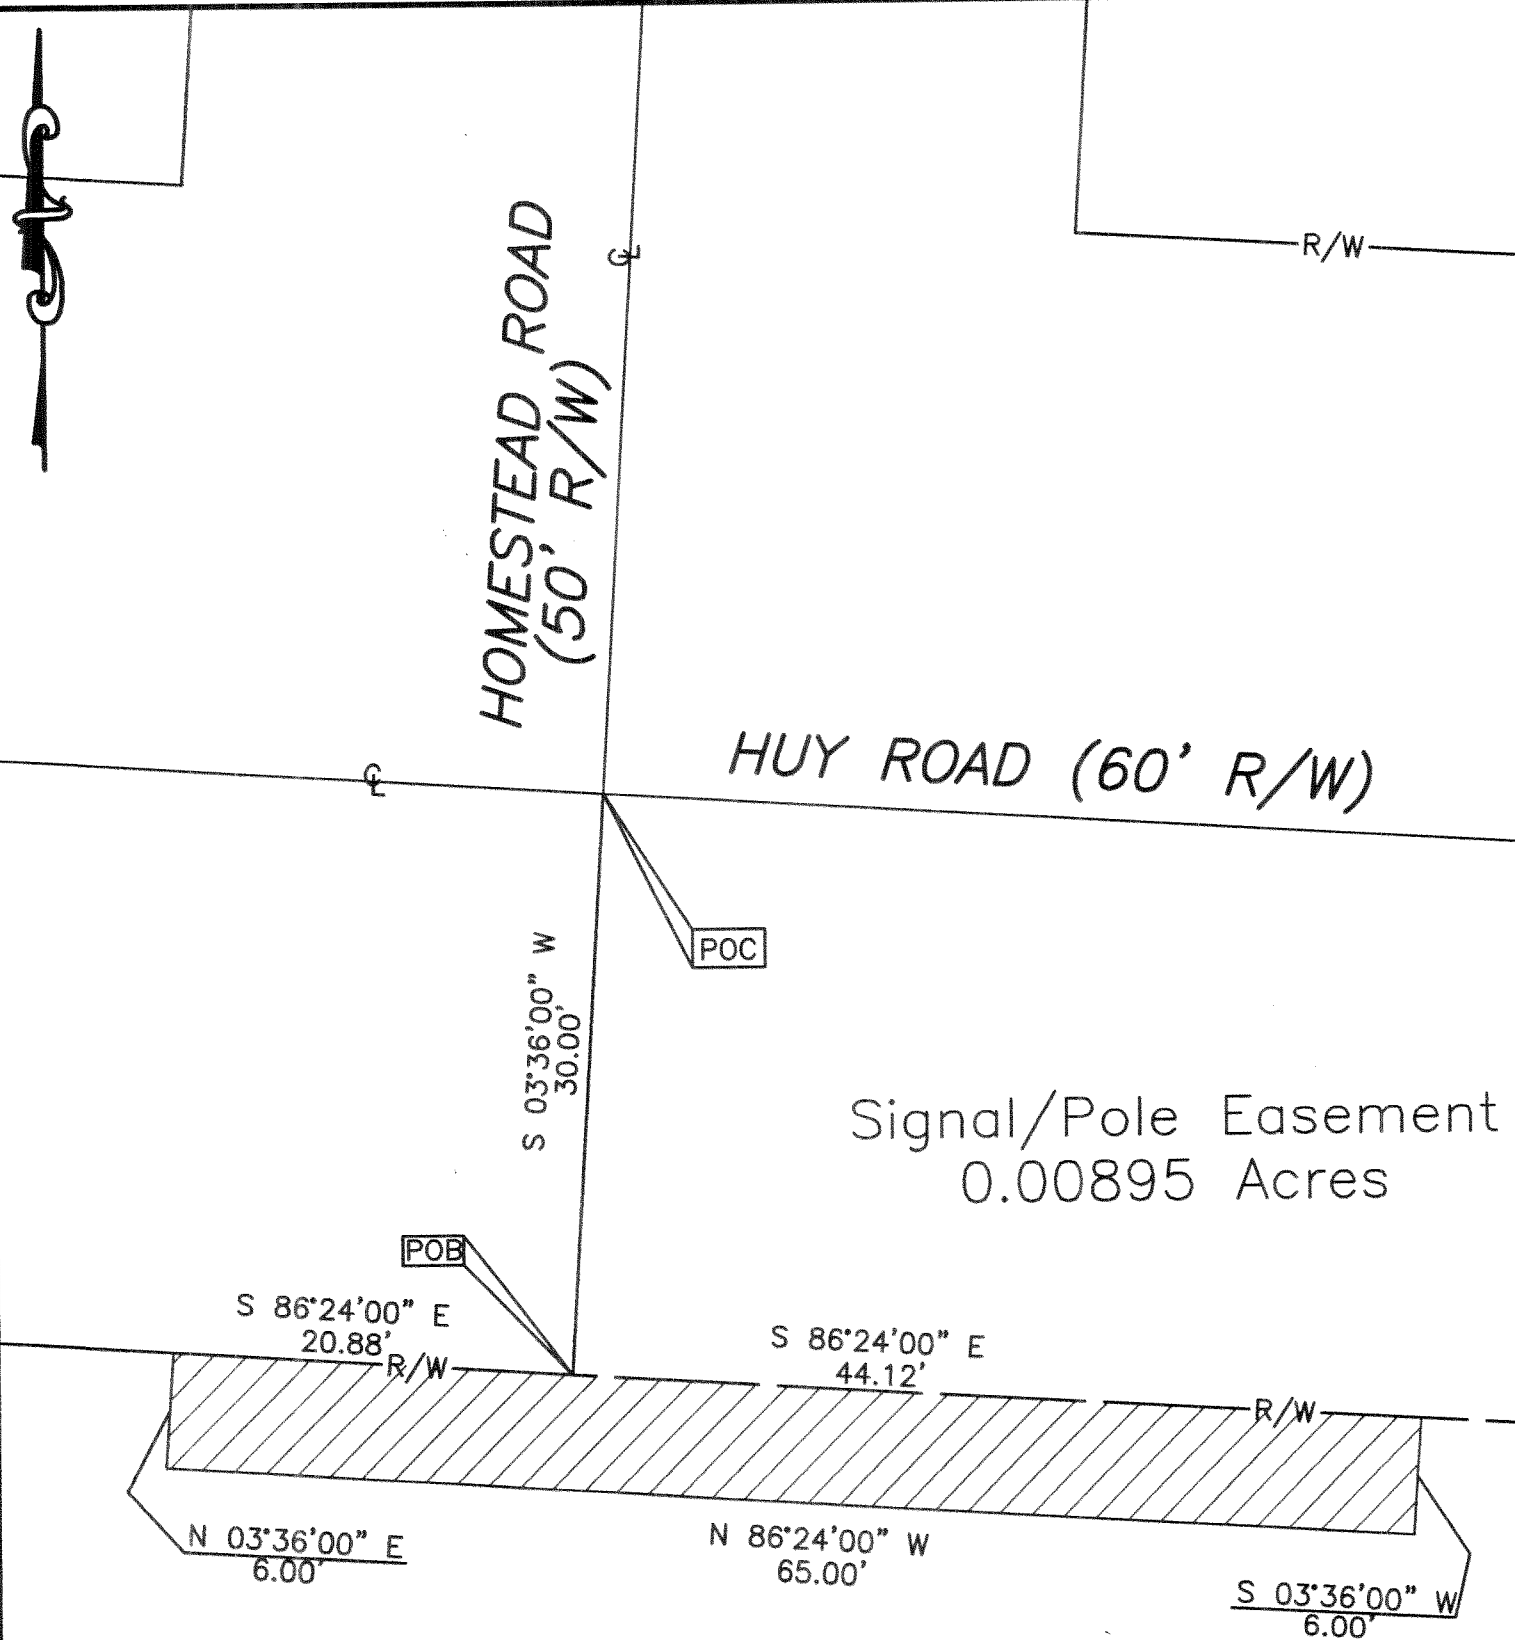 HOMESTEAD ROAD
(50' R/W)
℄
R/W
HUY ROAD (60' R/W)
℄
POC
S 03°36'00" W
30.00'
Signal/Pole Easement
0.00895 Acres
POB
S 86°24'00" E
20.88'
R/W
S 86°24'00" E
44.12'
R/W
N 03°36'00" E
6.00'
N 86°24'00" W
65.00'
S 03°36'00" W
6.00'